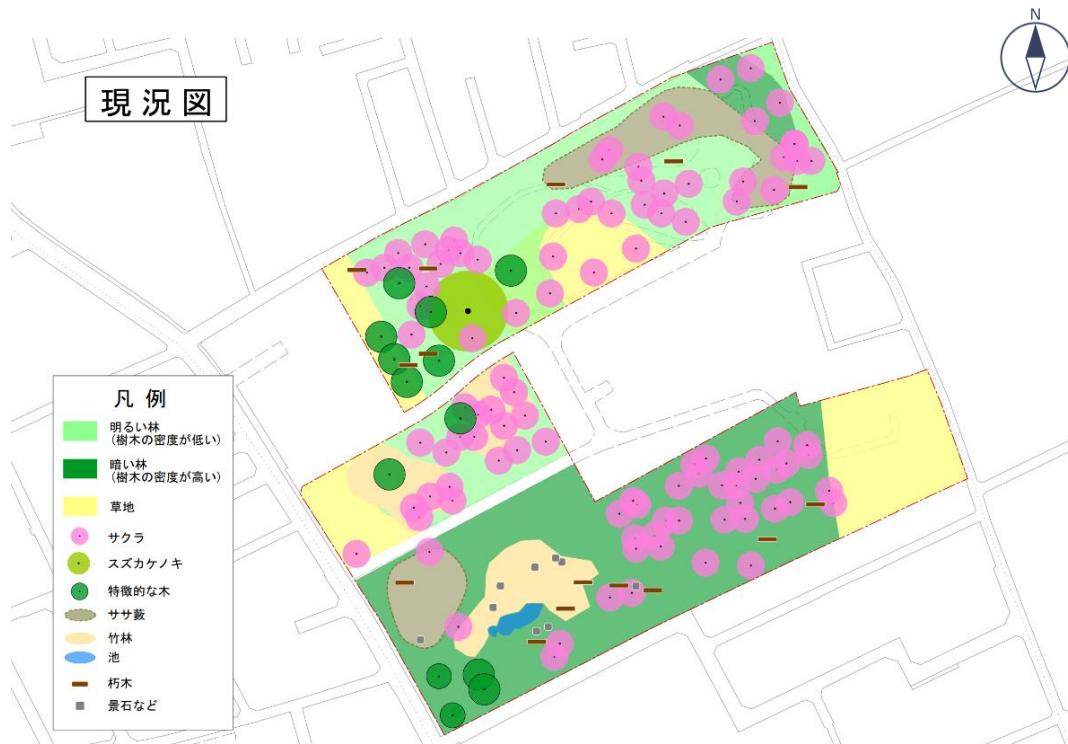 N
現況図
凡例
明るい林
(樹木の密度が低い)
暗い林
(樹木の密度が高い)
草地
サクラ
スズカケノキ
特徴的な木
ササ藪
竹林
池
朽木
景石など